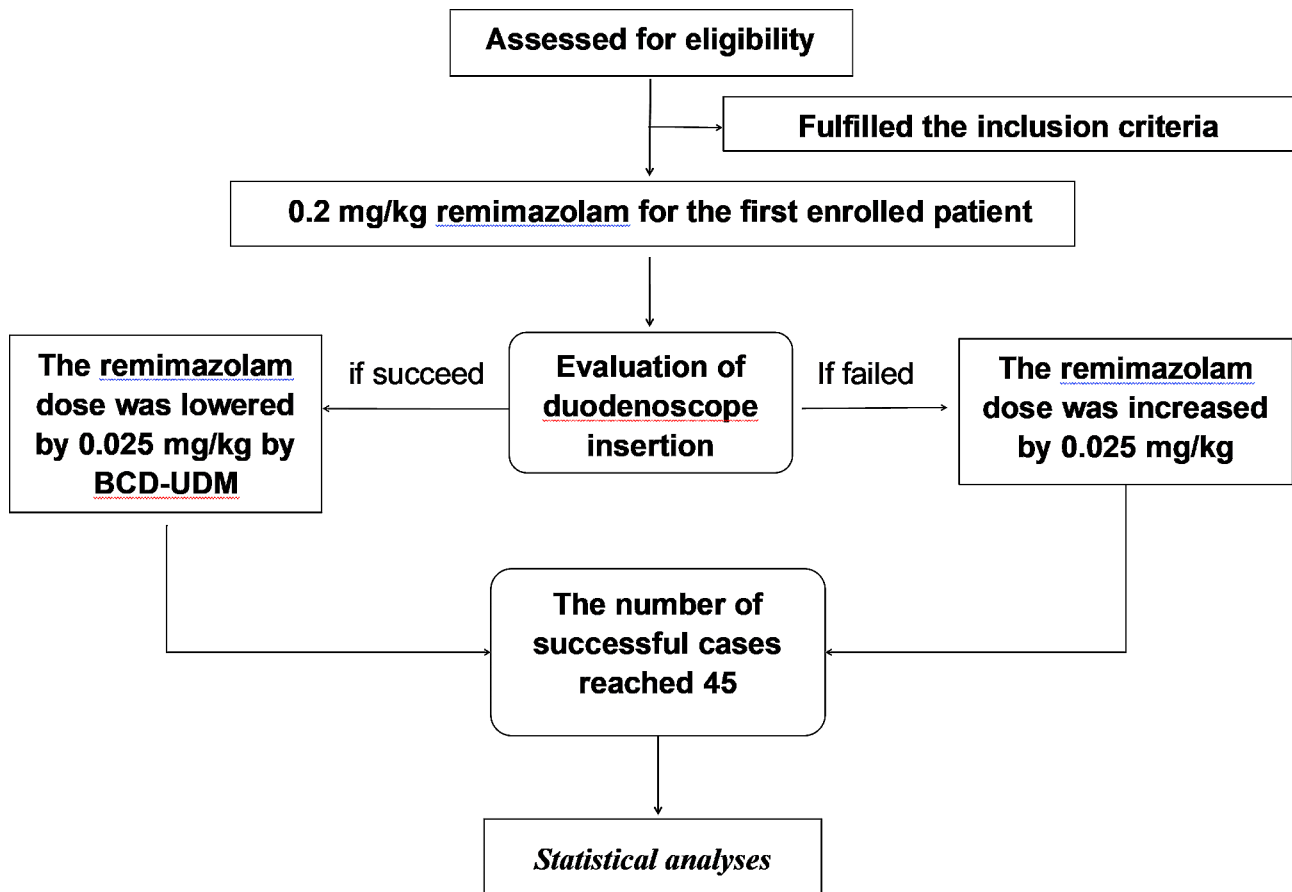 Assessed for eligibility
Fulfilled the inclusion criteria
0.2 mg/kg remimazolam for the first enrolled patient
The remimazolam
dose was lowered
by 0.025 mg/kg by
BCD-UDM
if succeed
Evaluation of
duodenoscope
insertion
If failed
The remimazolam
dose was increased
by 0.025 mg/kg
The number of
successful cases
reached 45
Statistical analyses